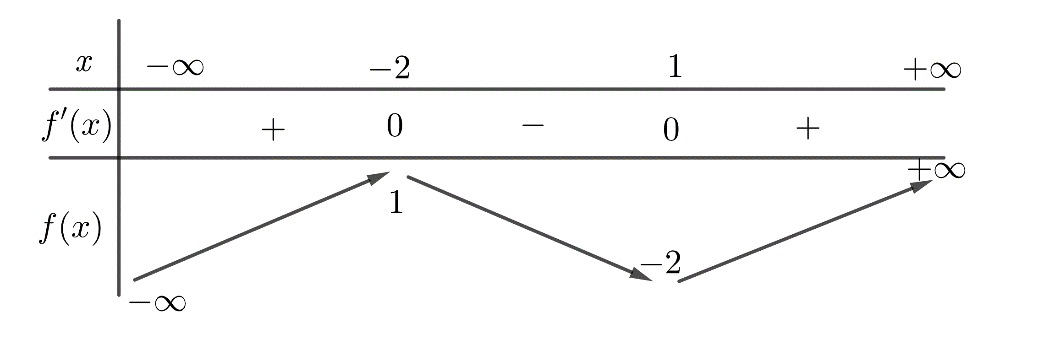 x −∞ −2 1 +∞
f′(x) + 0 − 0 +
+∞
1
f(x)
−2
−∞